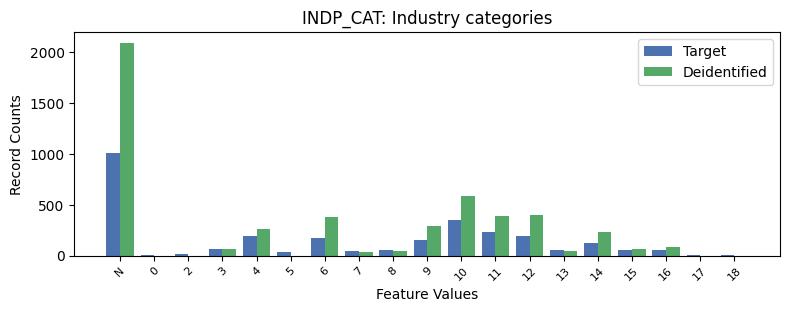 INDP_CAT: Industry categories
Target
Deidentified
Record Counts
2000
1500
1000
500
0
N 0 2 3 4 5 6 7 8 9 10 11 12 13 14 15 16 17 18
Feature Values